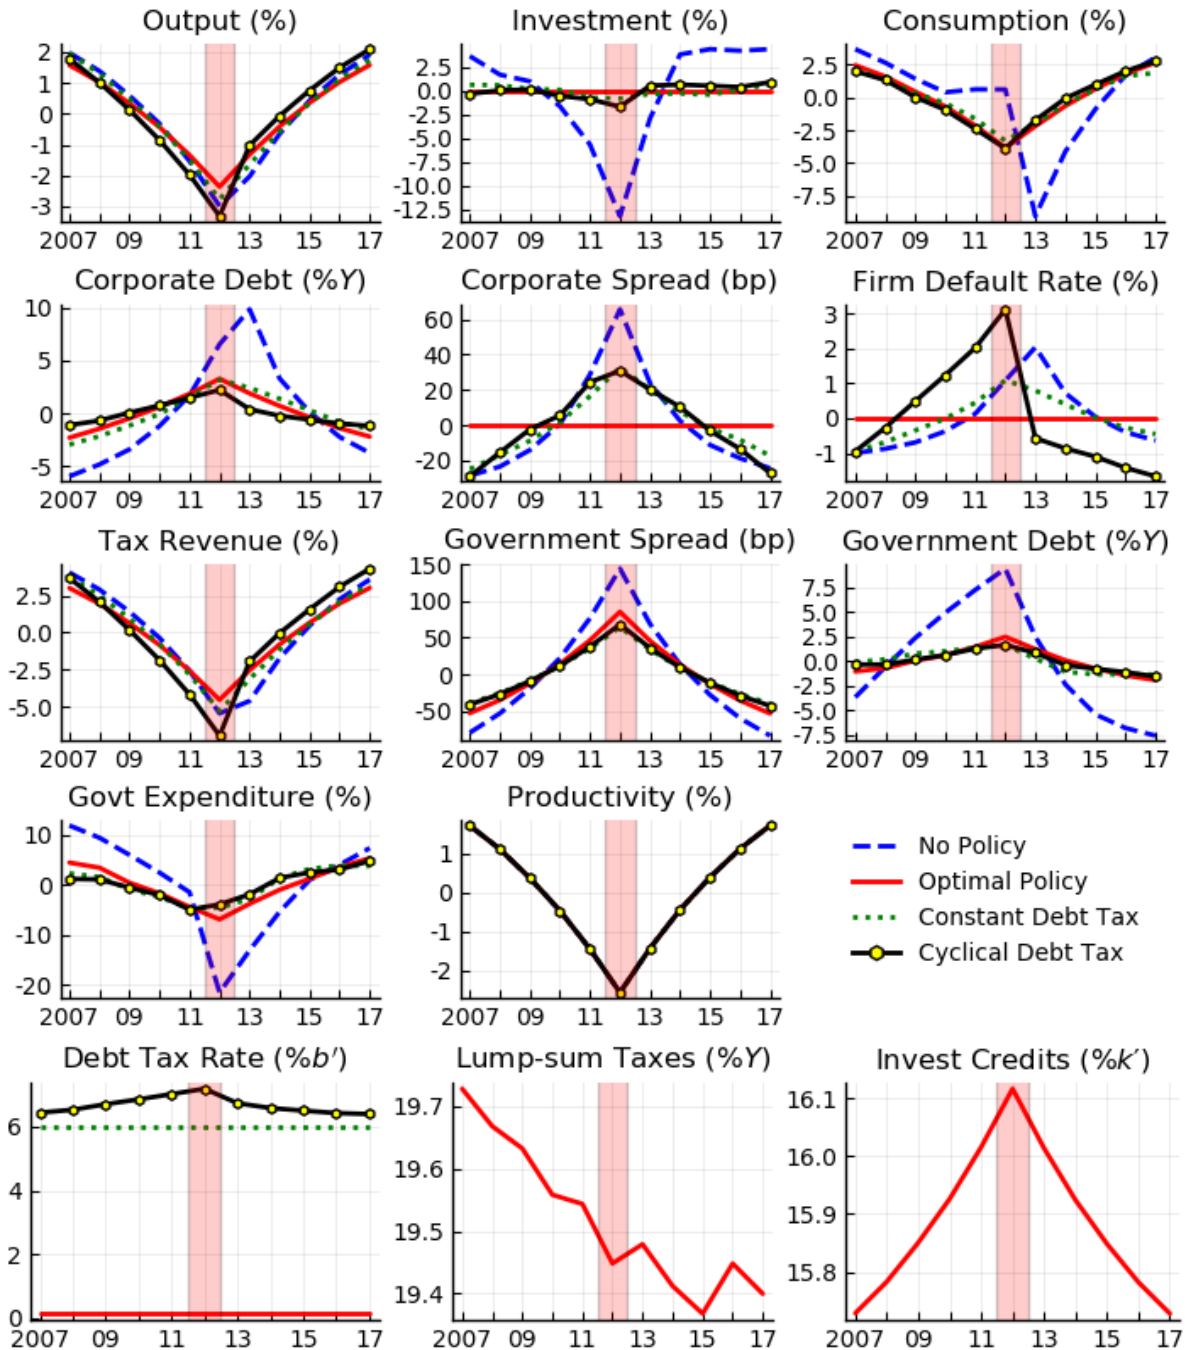 Output (%) Investment (%) Consumption (%)
2 2.5 2.5
1 0.0 0.0
0 -2.5 -2.5
-1 -5.0 -5.0
-2 -7.5 -7.5
-3 -10.0
-12.5
2007 09 11 13 15 17 2007 09 11 13 15 17 2007 09 11 13 15 17
Corporate Debt (%Y) Corporate Spread (bp) Firm Default Rate (%)
10 60 3
5 40 2
0 20 1
-5 0 0
-20 -1
2007 09 11 13 15 17 2007 09 11 13 15 17 2007 09 11 13 15 17
Tax Revenue (%) Government Spread (bp) Government Debt (%Y)
2.5 150 7.5
0.0 100 5.0
-2.5 50 2.5
-5.0 0 0.0
-50 -2.5
-5.0
-7.5
2007 09 11 13 15 17 2007 09 11 13 15 17 2007 09 11 13 15 17
Govt Expenditure (%) Productivity (%)
10 1
0 0
-10 -1
-20 -2
2007 09 11 13 15 17 2007 09 11 13 15 17
No Policy
Optimal Policy
Constant Debt Tax
Cyclical Debt Tax
Debt Tax Rate (%b′) Lump-sum Taxes (%Y) Invest Credits (%k′)
6 19.7 16.1
4 19.6 16.0
2 19.5 15.9
0 19.4 15.8
2007 09 11 13 15 17 2007 09 11 13 15 17 2007 09 11 13 15 17